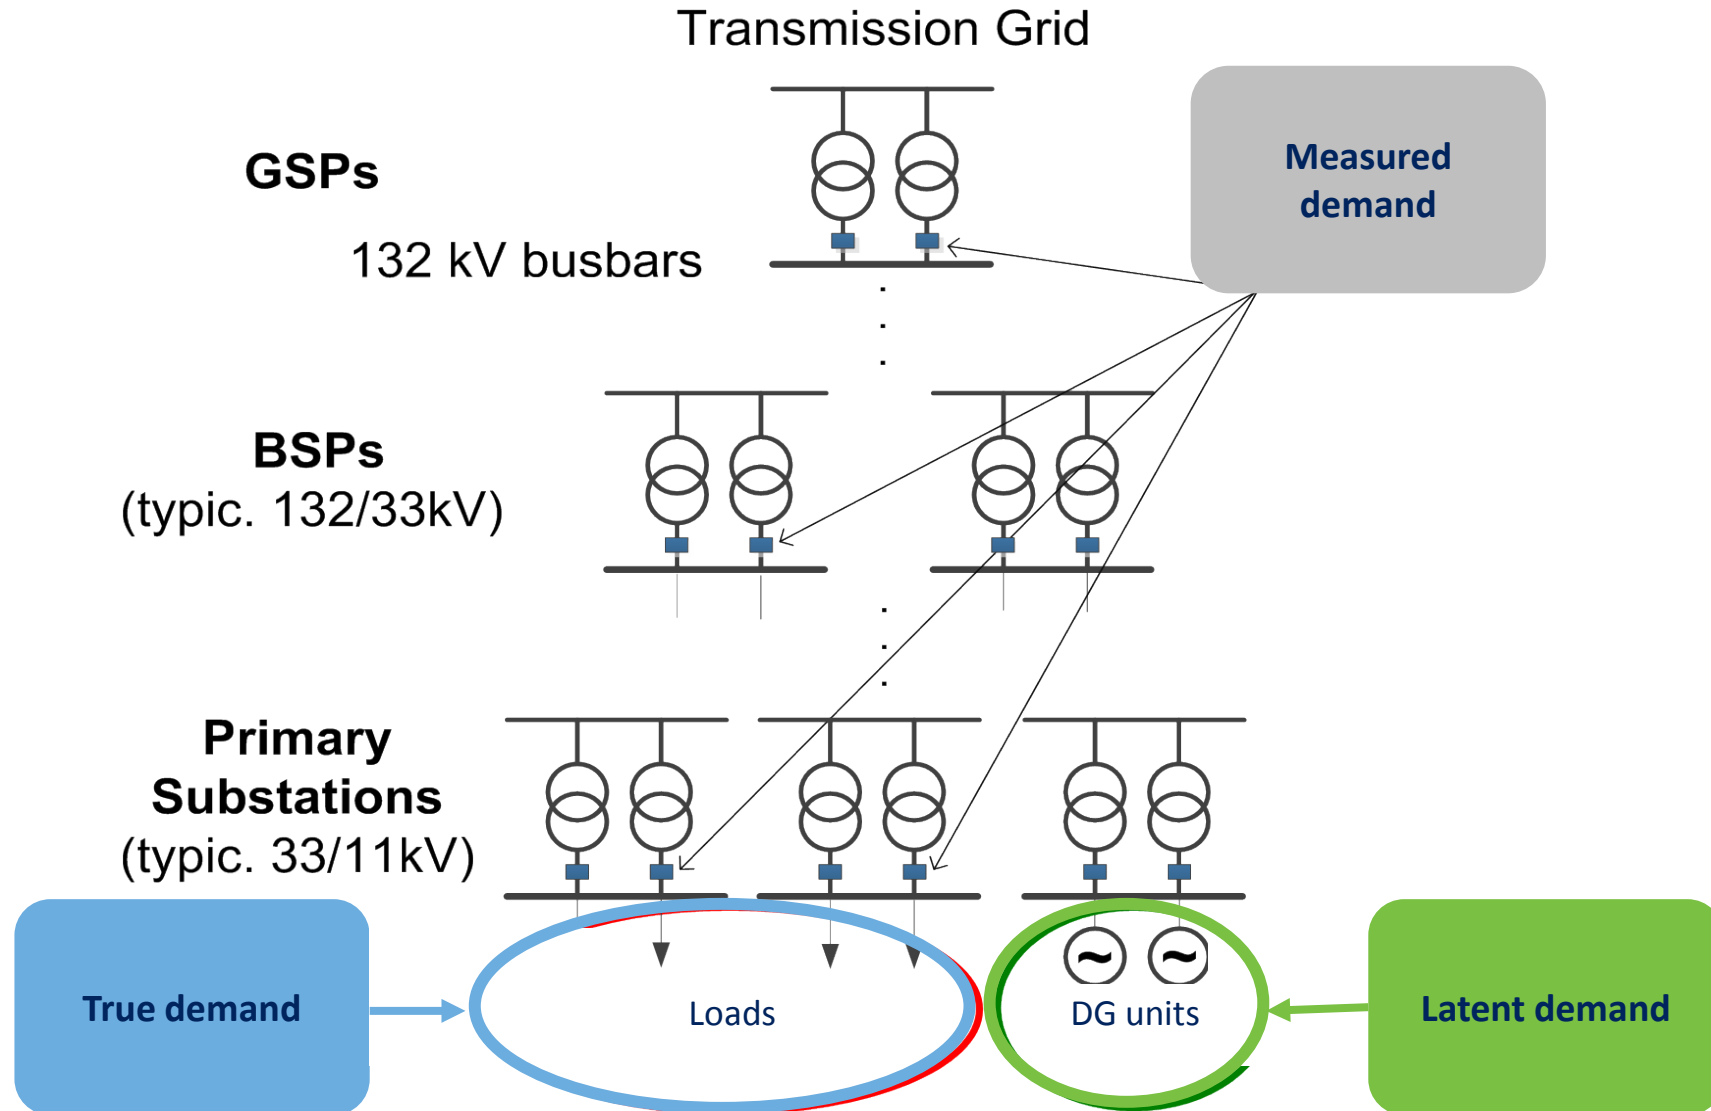 Transmission Grid
GSPs
132 kV busbars
Measured
demand
BSPs
(typic. 132/33kV)
Primary
Substations
(typic. 33/11kV)
True demand
Loads
DG units
Latent demand